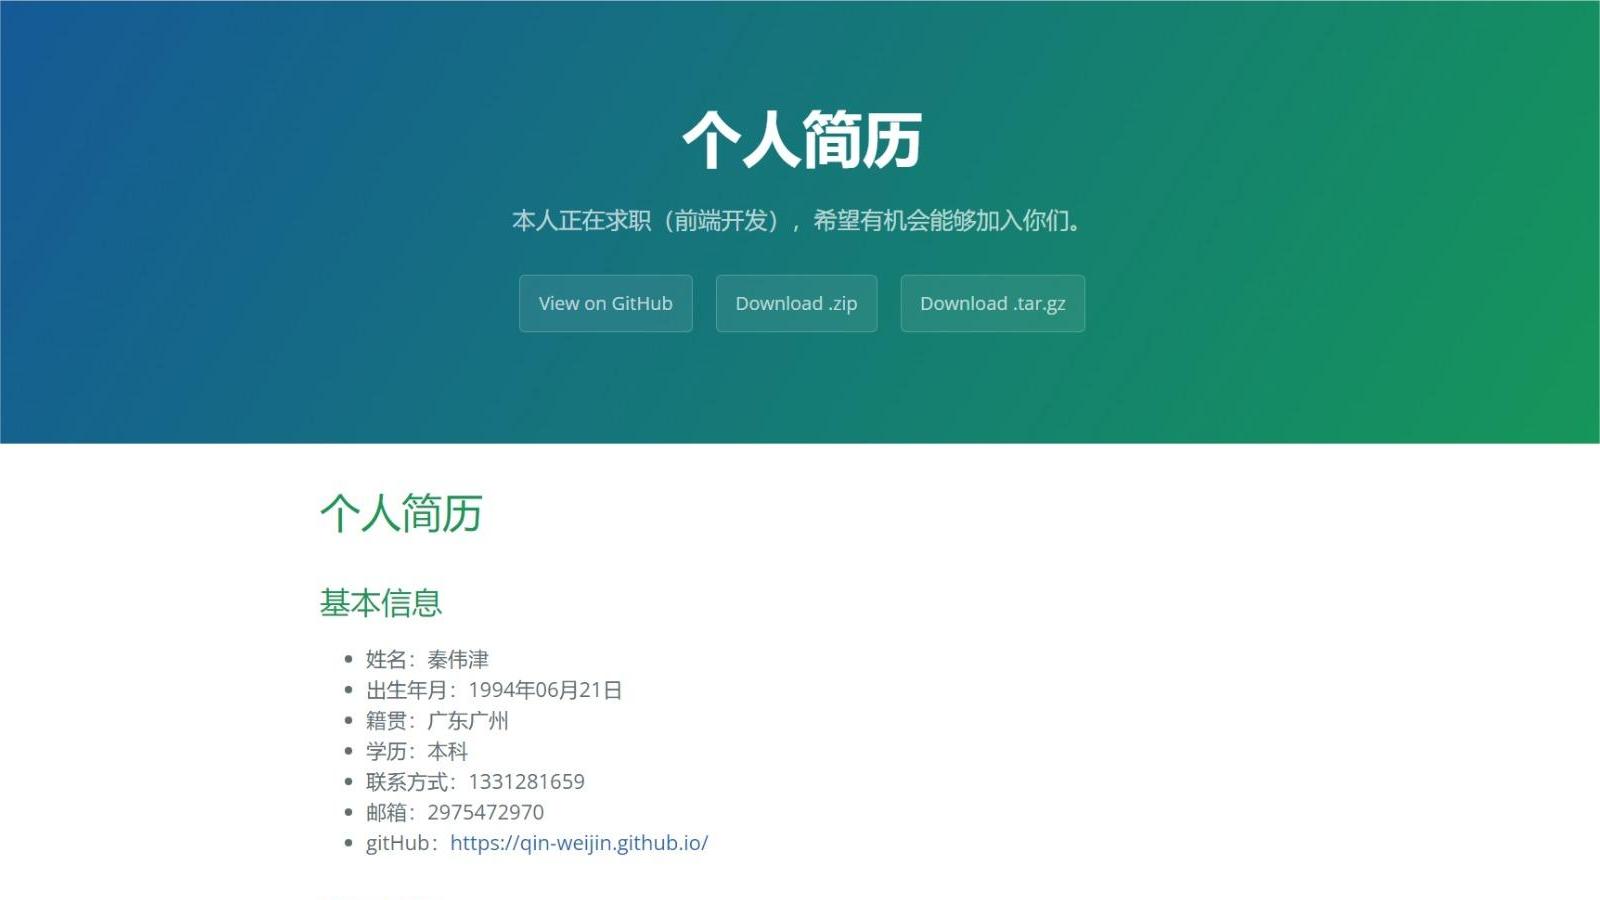 个人简历
本人正在求职（前端开发），希望有机会能够加入你们。
View on GitHub
Download .zip
Download .tar.gz
个人简历
基本信息
姓名：秦伟津
出生年月：1994年06月21日
籍贯：广东广州
学历：本科
联系方式：1331281659
邮箱：2975472970
gitHub：https://qin-weijin.github.io/